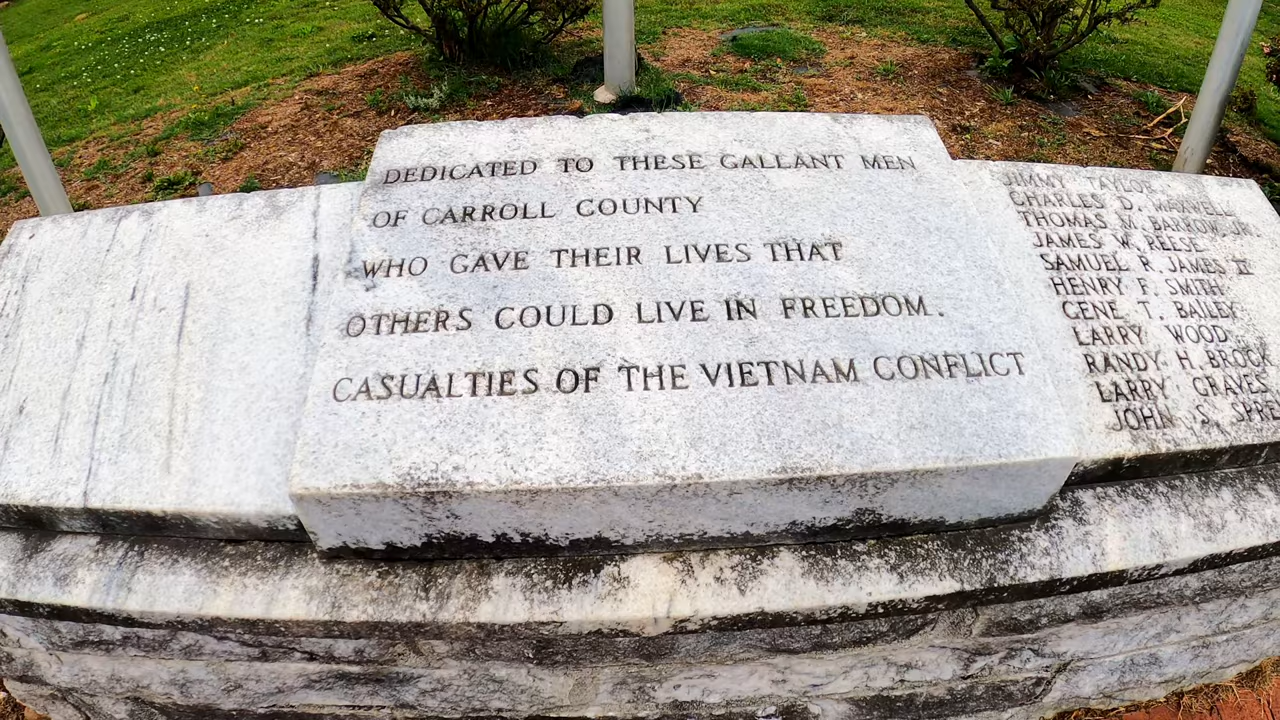 DEDICATED TO THESE GALLANT MEN
OF CARROLL COUNTY
WHO GAVE THEIR LIVES THAT
OTHERS COULD LIVE IN FREEDOM.
CASUALTIES OF THE VIETNAM CONFLICT
JIMMY TAYLOR
CHARLES D. MAXWELL
THOMAS M. BARROW, JR.
JAMES W. REESE
SAMUEL R. JAMES II
HENRY F. SMITH
GENE T. BAILEY
LARRY WOOD
RANDY H. BROCK
LARRY GRAVES
JOHN S.